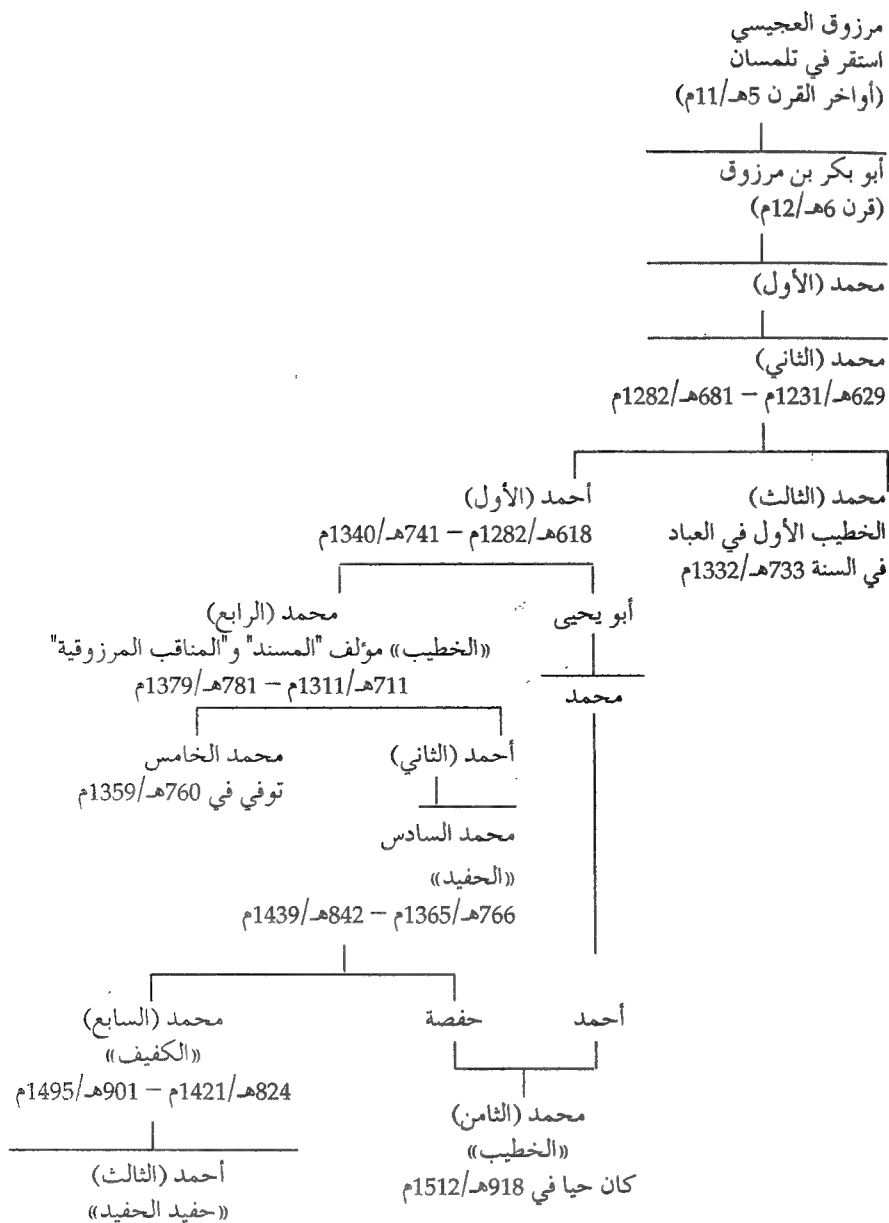 مرزوق العجيسي
استقر في تلمسان
(أواخر القرن 5هـ/11م)
أبو بكر بن مرزوق
(قرن 6هـ/12م)
محمد (الأول)
محمد (الثاني)
629هـ/1231م – 681هـ/1282م
محمد (الثالث)
الخطيب الأول في العباد
في السنة 733هـ/1332م
أحمد (الأول)
618هـ/1282م – 741هـ/1340م
أبو يحيى
محمد
محمد (الرابع)
«الخطيب» مؤلف "المسند" و"المناقب المرزوقية"
711هـ/1311م – 781هـ/1379م
أحمد (الثاني)
محمد الخامس
توفي في 760هـ/1359م
محمد السادس
«الحفيد»
766هـ/1365م – 842هـ/1439م
أحمد
حفصة
محمد (السابع)
«الكفيف»
824هـ/1421م – 901هـ/1495م
محمد (الثامن)
«الخطيب»
كان حيا في 918هـ/1512م
أحمد (الثالث)
«حفيد الحفيد»